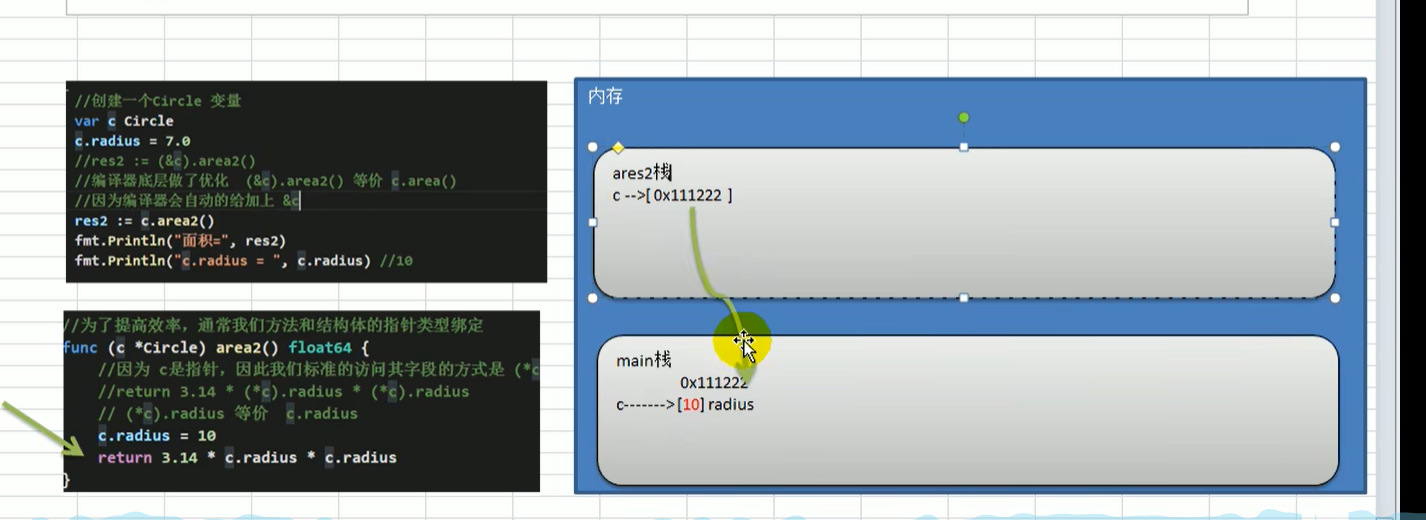 //创建一个Circle 变量
var c Circle
c.radius = 7.0
//res2 := (&c).area2()
//编译器底层做了优化  (&c).area2() 等价 c.area()
//因为编译器会自动的给加上 &c
res2 := c.area2()
fmt.Println("面积=", res2)
fmt.Println("c.radius = ", c.radius) //10
//为了提高效率，通常我们方法和结构体的指针类型绑定
func (c *Circle) area2() float64 {
//因为 c是指针，因此我们标准的访问其字段的方式是 (*c
//return 3.14 * (*c).radius * (*c).radius
// (*c).radius 等价  c.radius
c.radius = 10
return 3.14 * c.radius * c.radius
}
内存
ares2栈
c -->[ 0x111222 ]
main栈
0x111222
c------->[10] radius